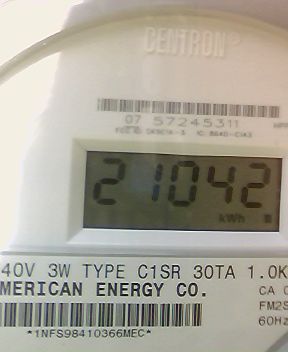 CENTRON®
07 57245311
21042
kWh
40V 3W TYPE C1SR 30TA 1.0K
MERICAN ENERGY CO.
CA
FM2S
60Hz
*1NFS98410366MEC*